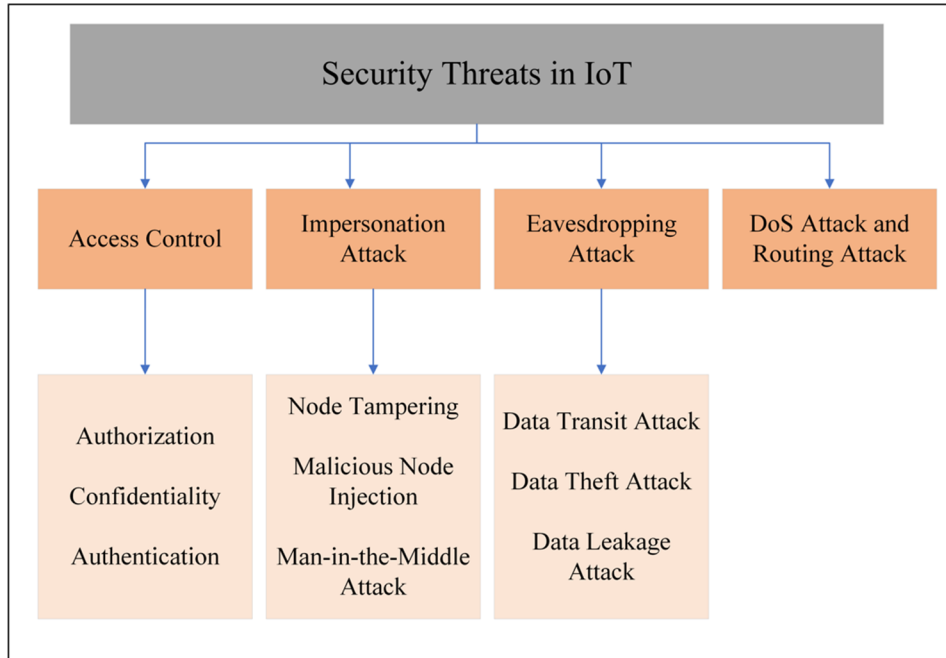 Security Threats in IoT
Access Control
Impersonation
Attack
Eavesdropping
Attack
DoS Attack and
Routing Attack
Authorization
Confidentiality
Authentication
Node Tampering
Malicious Node
Injection
Man-in-the-Middle
Attack
Data Transit Attack
Data Theft Attack
Data Leakage
Attack